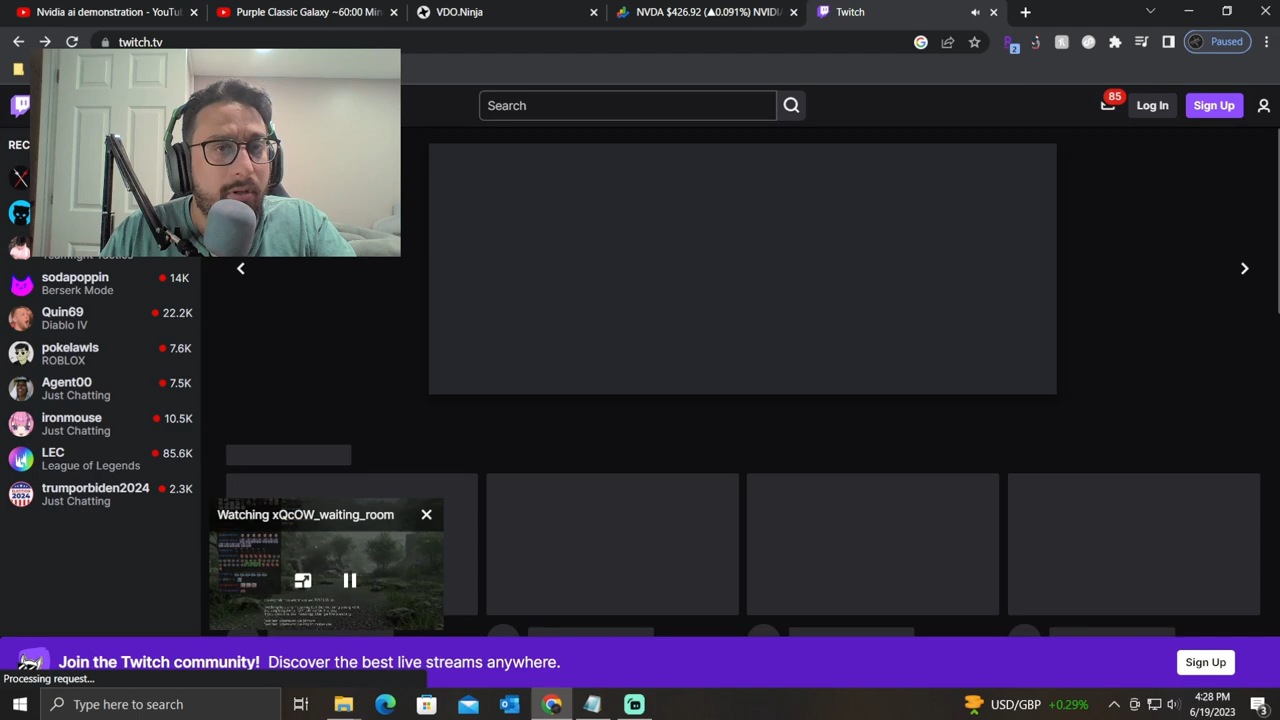 Nvidia ai demonstration - YouTu
Purple Classic Galaxy ~60:00 Min
VDO.Ninja
NVDA $426.92 (▲0.091%) NVIDI
Twitch
twitch.tv
Paused
Search
85
Log In
Sign Up
REC
sodapoppin
14K
Berserk Mode
Quin69
22.2K
Diablo IV
pokelawls
7.6K
ROBLOX
Agent00
7.5K
Just Chatting
ironmouse
10.5K
Just Chatting
LEC
85.6K
League of Legends
trumporbiden2024
2.3K
Just Chatting
Watching xQcOW_waiting_room
Join the Twitch community! Discover the best live streams anywhere.
Sign Up
Processing request...
Type here to search
USD/GBP +0.29%
4:28 PM
6/19/2023
3